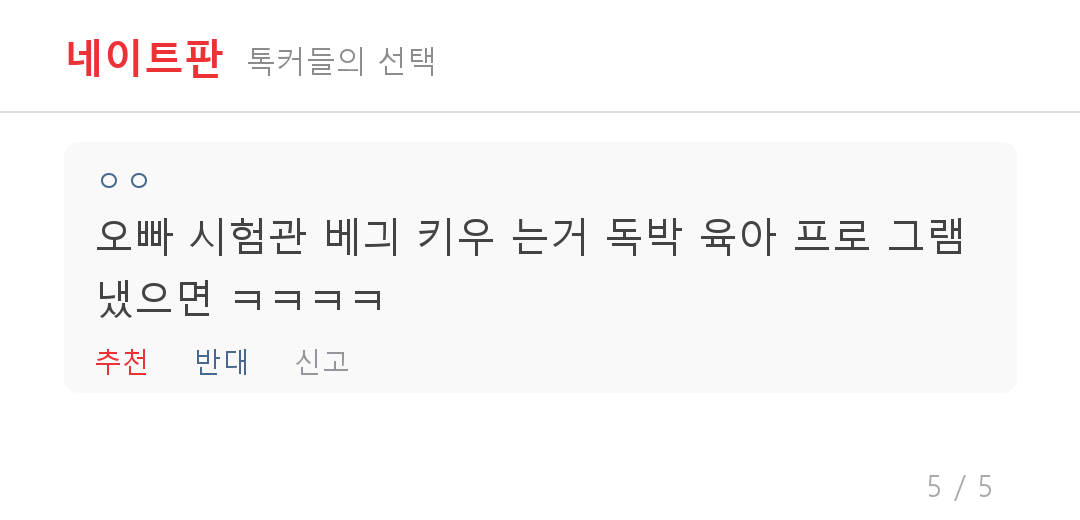 네이트판 톡커들의 선택
ㅇㅇ
오빠 시험관 베긔 키우 는거 독박 육아 프로 그램
냈으면 ㅋㅋㅋㅋ
추천 반대 신고
5 / 5